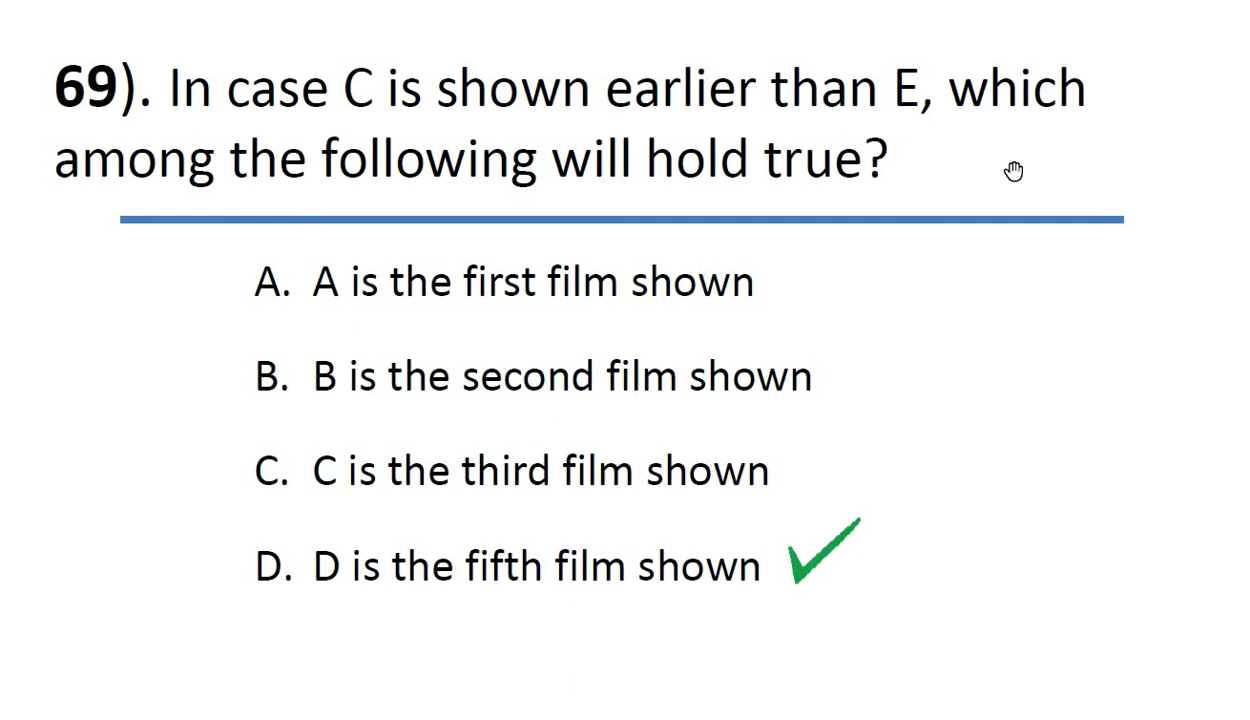 69). In case C is shown earlier than E, which
among the following will hold true?
A. A is the first film shown
B. B is the second film shown
C. C is the third film shown
D. D is the fifth film shown